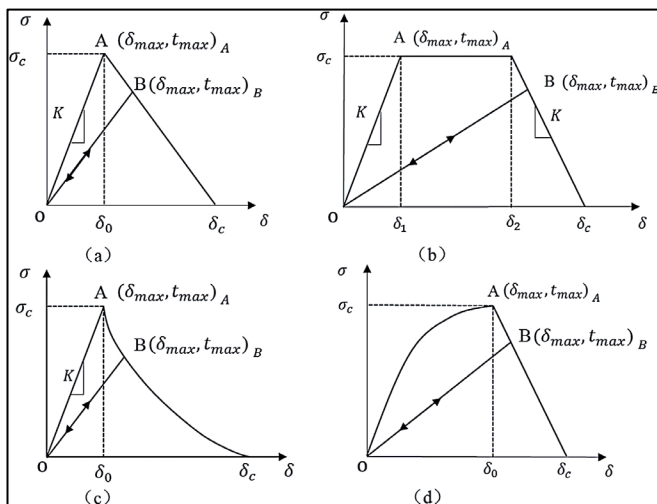 σ
A (δmax, tmax)A
σc
B(δmax, tmax)B
K
O
δ0
δc
δ
(a)
σ
A (δmax, tmax)A
σc
B (δmax, tmax)B
K
K
O
δ1
δ2
δc
δ
(b)
σ
A (δmax, tmax)A
σc
B(δmax, tmax)B
K
O
δ0
δc
δ
(c)
σ
A(δmax, tmax)A
σc
B(δmax, tmax)B
O
δ0
δc
δ
(d)